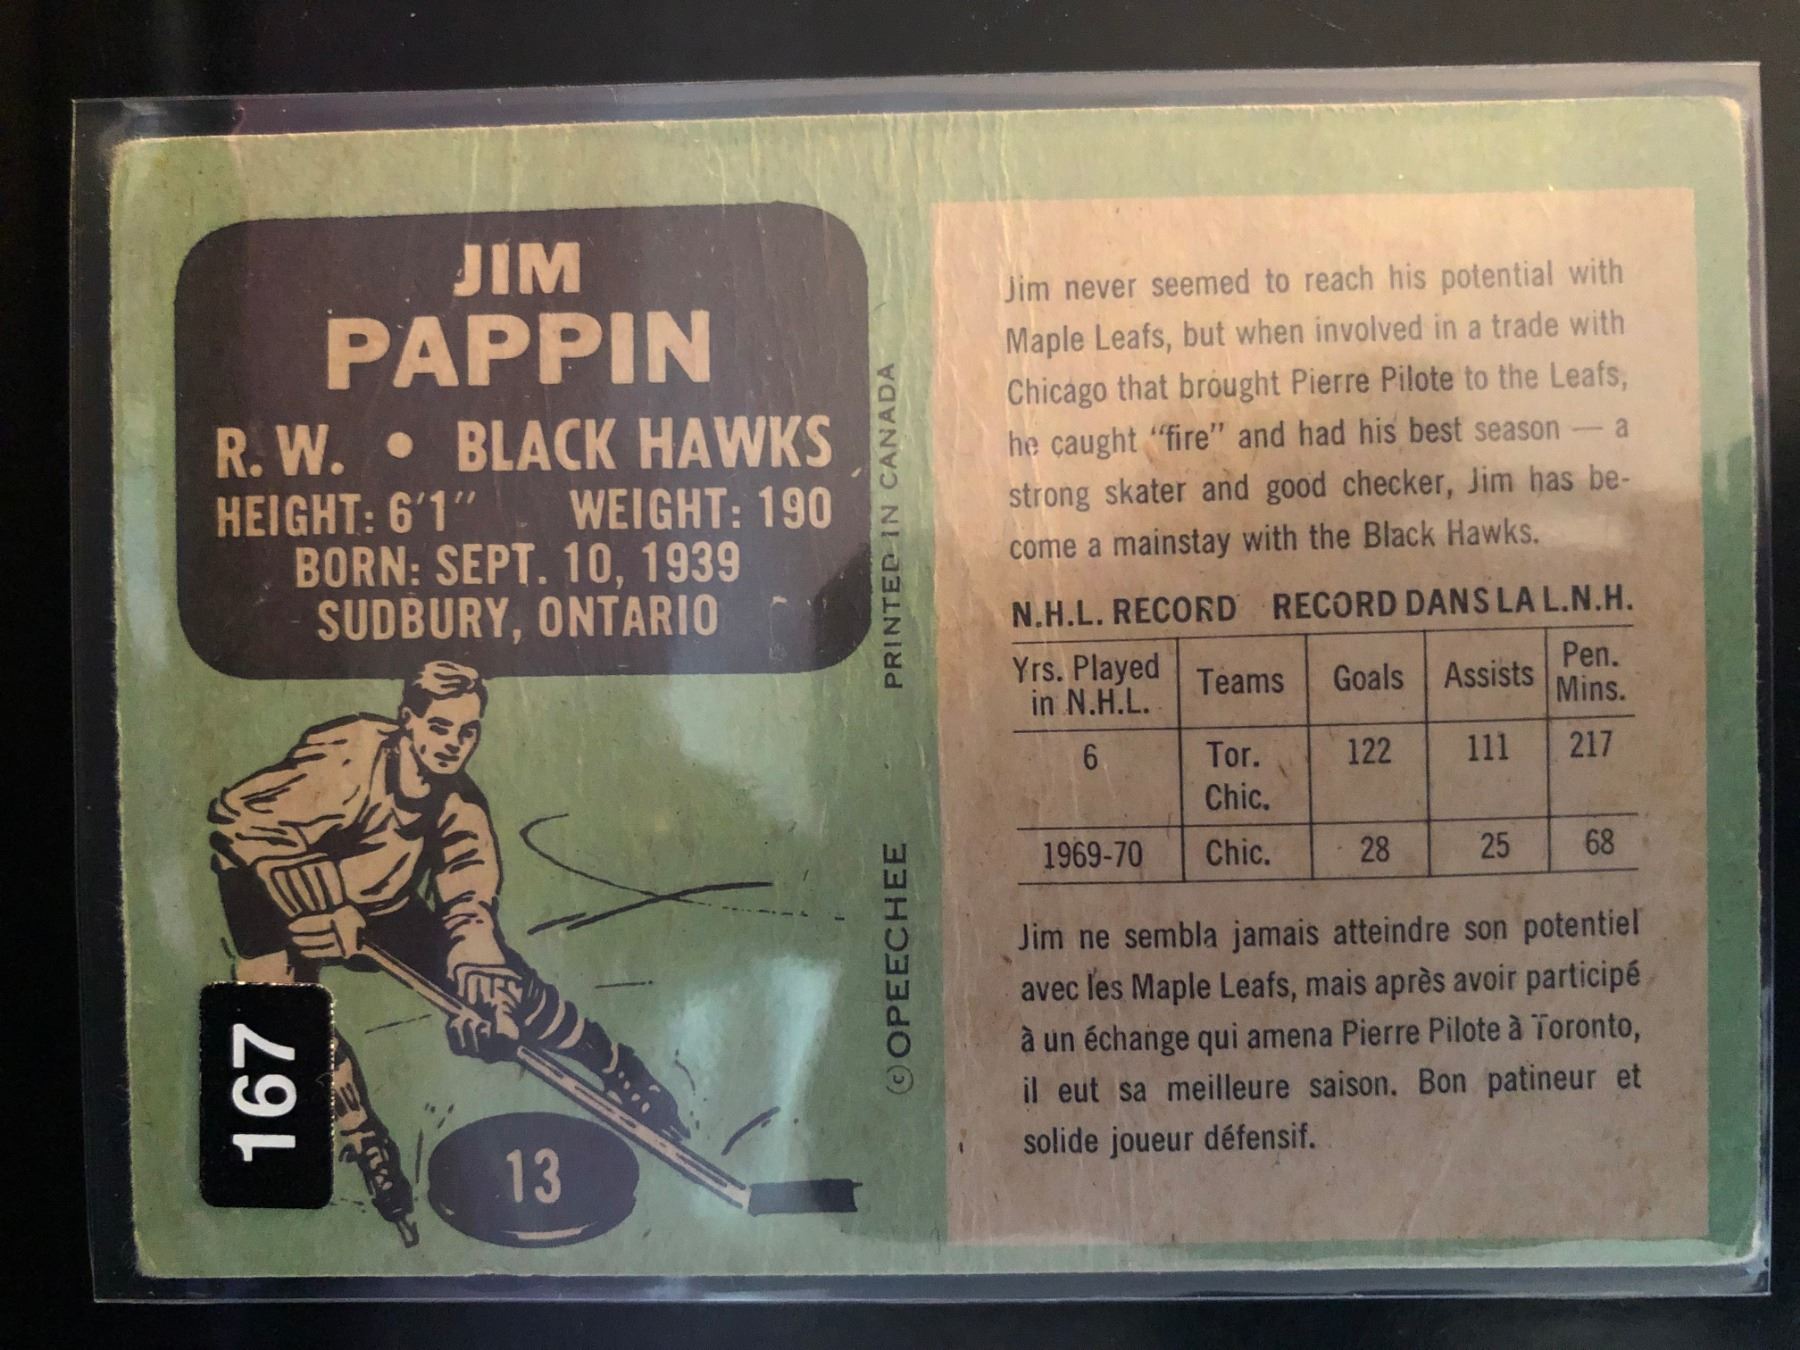 JIM
PAPPIN
R.W. • BLACK HAWKS
HEIGHT: 6'1" WEIGHT: 190
BORN: SEPT. 10, 1939
SUDBURY, ONTARIO
167
13
©OPEECHEE PRINTED IN CANADA
Jim never seemed to reach his potential with
Maple Leafs, but when involved in a trade with
Chicago that brought Pierre Pilote to the Leafs,
he caught "fire" and had his best season — a
strong skater and good checker, Jim has be-
come a mainstay with the Black Hawks.
N.H.L. RECORD RECORD DANS LA L.N.H.
Yrs. Played in N.H.L. Teams Goals Assists Pen. Mins.
6 Tor. Chic. 122 111 217
1969-70 Chic. 28 25 68
Jim ne sembla jamais atteindre son potentiel
avec les Maple Leafs, mais après avoir participé
à un échange qui amena Pierre Pilote à Toronto,
il eut sa meilleure saison. Bon patineur et
solide joueur défensif.